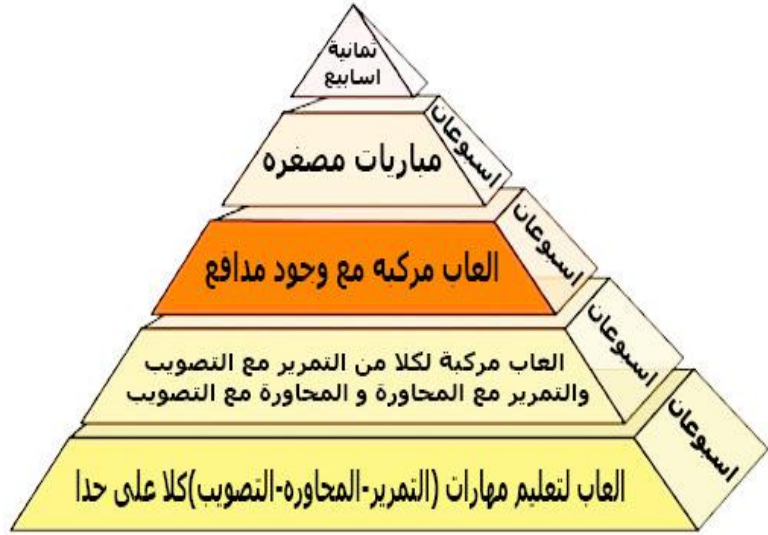 ثمانية
اسابيع
مباريات مصغره
اسبوعان
العاب مركبه مع وجود مدافع
اسبوعان
العاب مركبة لكلا من التمرير مع التصويب
والتمرير مع المحاورة و المحاورة مع التصويب
اسبوعان
العاب لتعليم مهارات (التمرير-المحاوره-التصويب)كلا على حدا
اسبوعان